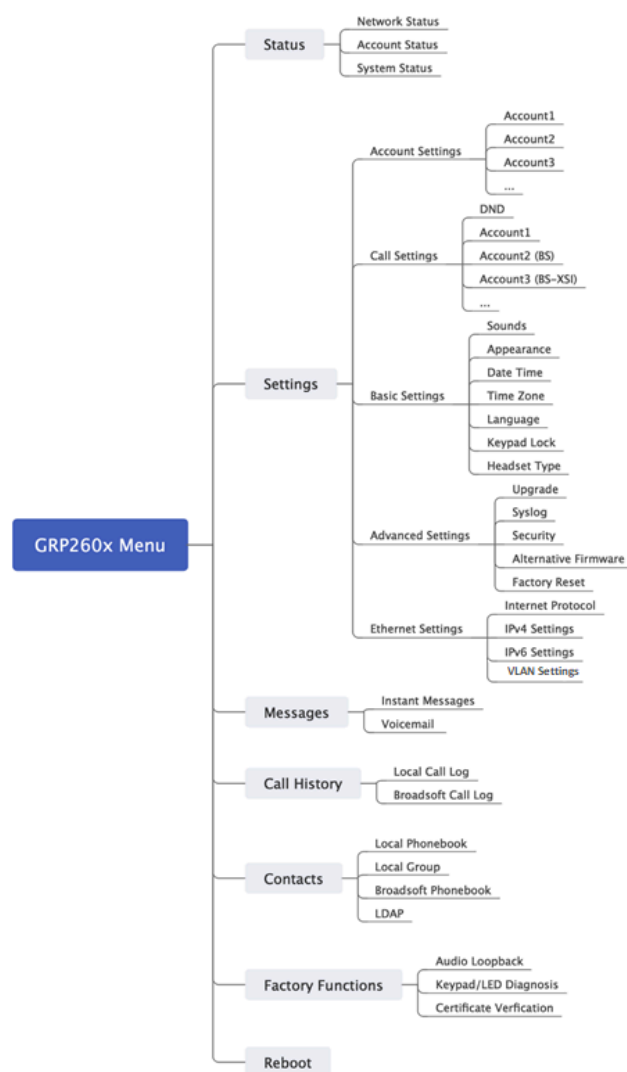 GRP260x Menu
Status
Network Status
Account Status
System Status
Settings
Account Settings
Account1
Account2
Account3
...
Call Settings
DND
Account1
Account2 (BS)
Account3 (BS-XSI)
...
Basic Settings
Sounds
Appearance
Date Time
Time Zone
Language
Keypad Lock
Headset Type
Advanced Settings
Upgrade
Syslog
Security
Alternative Firmware
Factory Reset
Ethernet Settings
Internet Protocol
IPv4 Settings
IPv6 Settings
VLAN Settings
Messages
Instant Messages
Voicemail
Call History
Local Call Log
Broadsoft Call Log
Contacts
Local Phonebook
Local Group
Broadsoft Phonebook
LDAP
Factory Functions
Audio Loopback
Keypad/LED Diagnosis
Certificate Verfication
Reboot